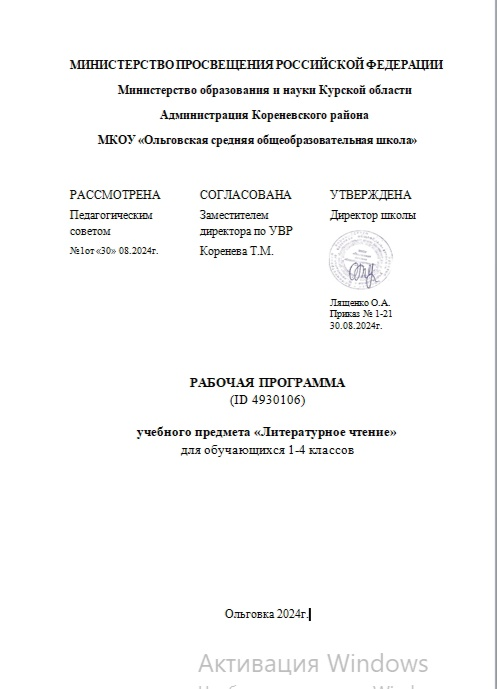 МИНИСТЕРСТВО ПРОСВЕЩЕНИЯ РОССИЙСКОЙ ФЕДЕРАЦИИ
Министерство образования и науки Курской области
Администрация Кореневского района
МКОУ «Ольговская средняя общеобразовательная школа»
РАССМОТРЕНА
Педагогическим
советом
№1от «30» 08.2024г.
СОГЛАСОВАНА
Заместителем
директора по УВР
Коренева Т.М.
УТВЕРЖДЕНА
Директор школы
Лященко О.А.
Приказ № 1-21
30.08.2024г.
РАБОЧАЯ ПРОГРАММА
(ID 4930106)
учебного предмета «Литературное чтение»
для обучающихся 1-4 классов
Ольговка 2024г.
Активация Windows